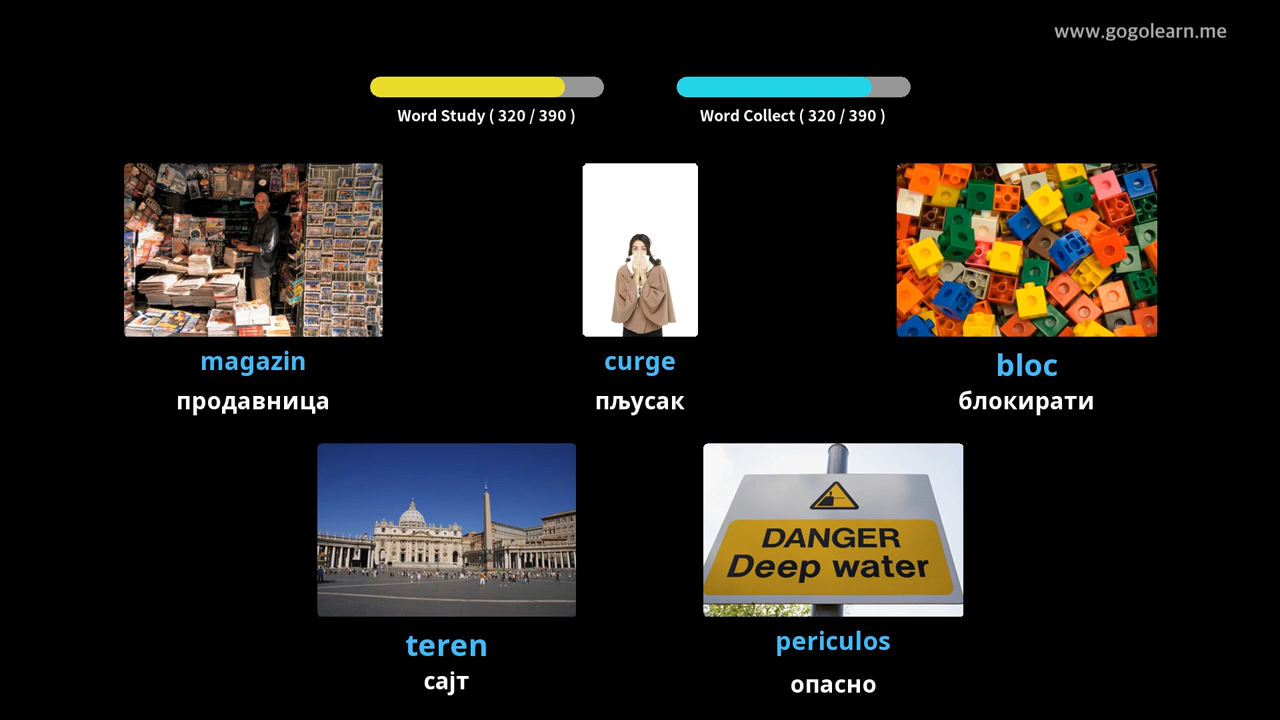 www.gogolearn.me
Word Study ( 320 / 390 )
Word Collect ( 320 / 390 )
magazin
продавница
curge
пљусак
bloc
блокирати
DANGER
Deep water
teren
сајт
periculos
опасно